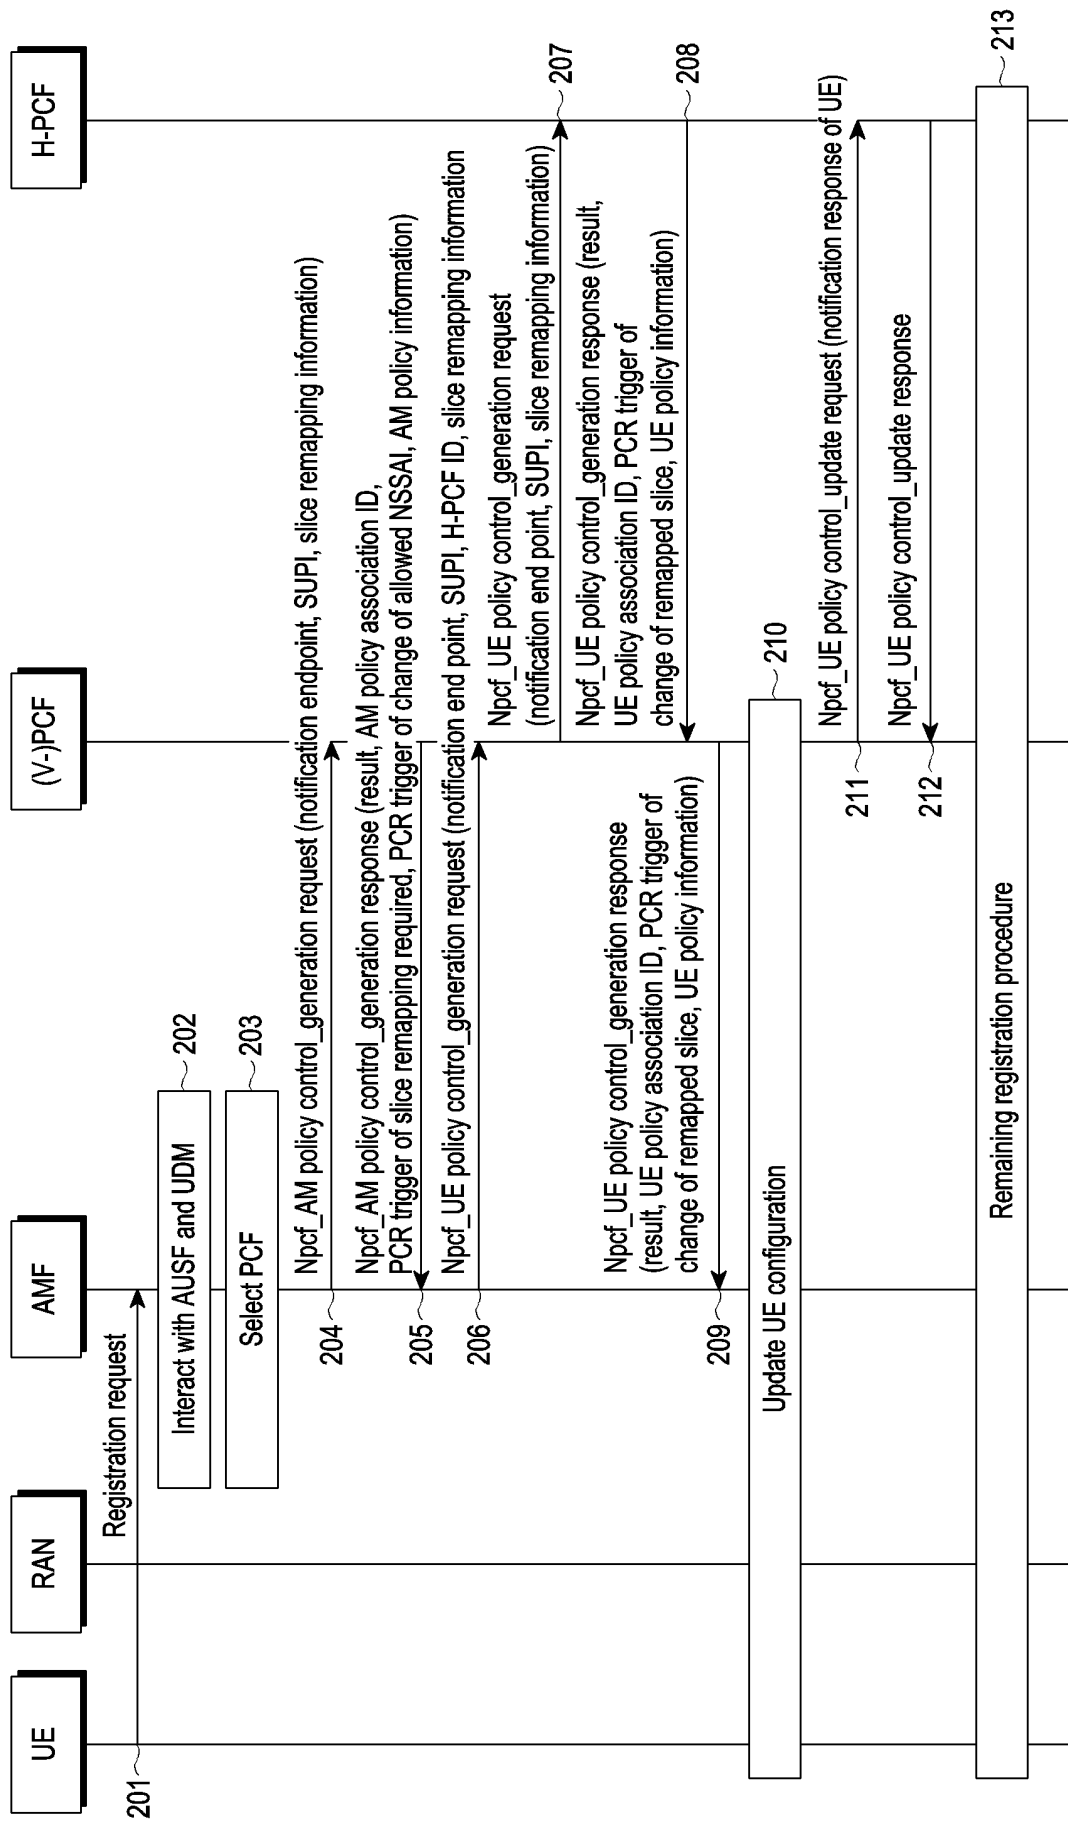 UE
RAN
AMF
(V-)PCF
H-PCF
201
Registration request
Interact with AUSF and UDM
202
Select PCF
203
Npcf_AM policy control_generation request (notification endpoint, SUPI, slice remapping information)
204
Npcf_AM policy control_generation response (result, AM policy association ID,
PCR trigger of slice remapping required, PCR trigger of change of allowed NSSAI, AM policy information)
205
Npcf_UE policy control_generation request (notification end point, SUPI, H-PCF ID, slice remapping information
206
Npcf_UE policy control_generation request
(notification end point, SUPI, slice remapping information)
207
Npcf_UE policy control_generation response (result,
UE policy association ID, PCR trigger of
change of remapped slice, UE policy information)
208
Npcf_UE policy control_generation response
(result, UE policy association ID, PCR trigger of
change of remapped slice, UE policy information)
209
Update UE configuration
210
Npcf_UE policy control_update request (notification response of UE)
211
Npcf_UE policy control_update response
212
Remaining registration procedure
213